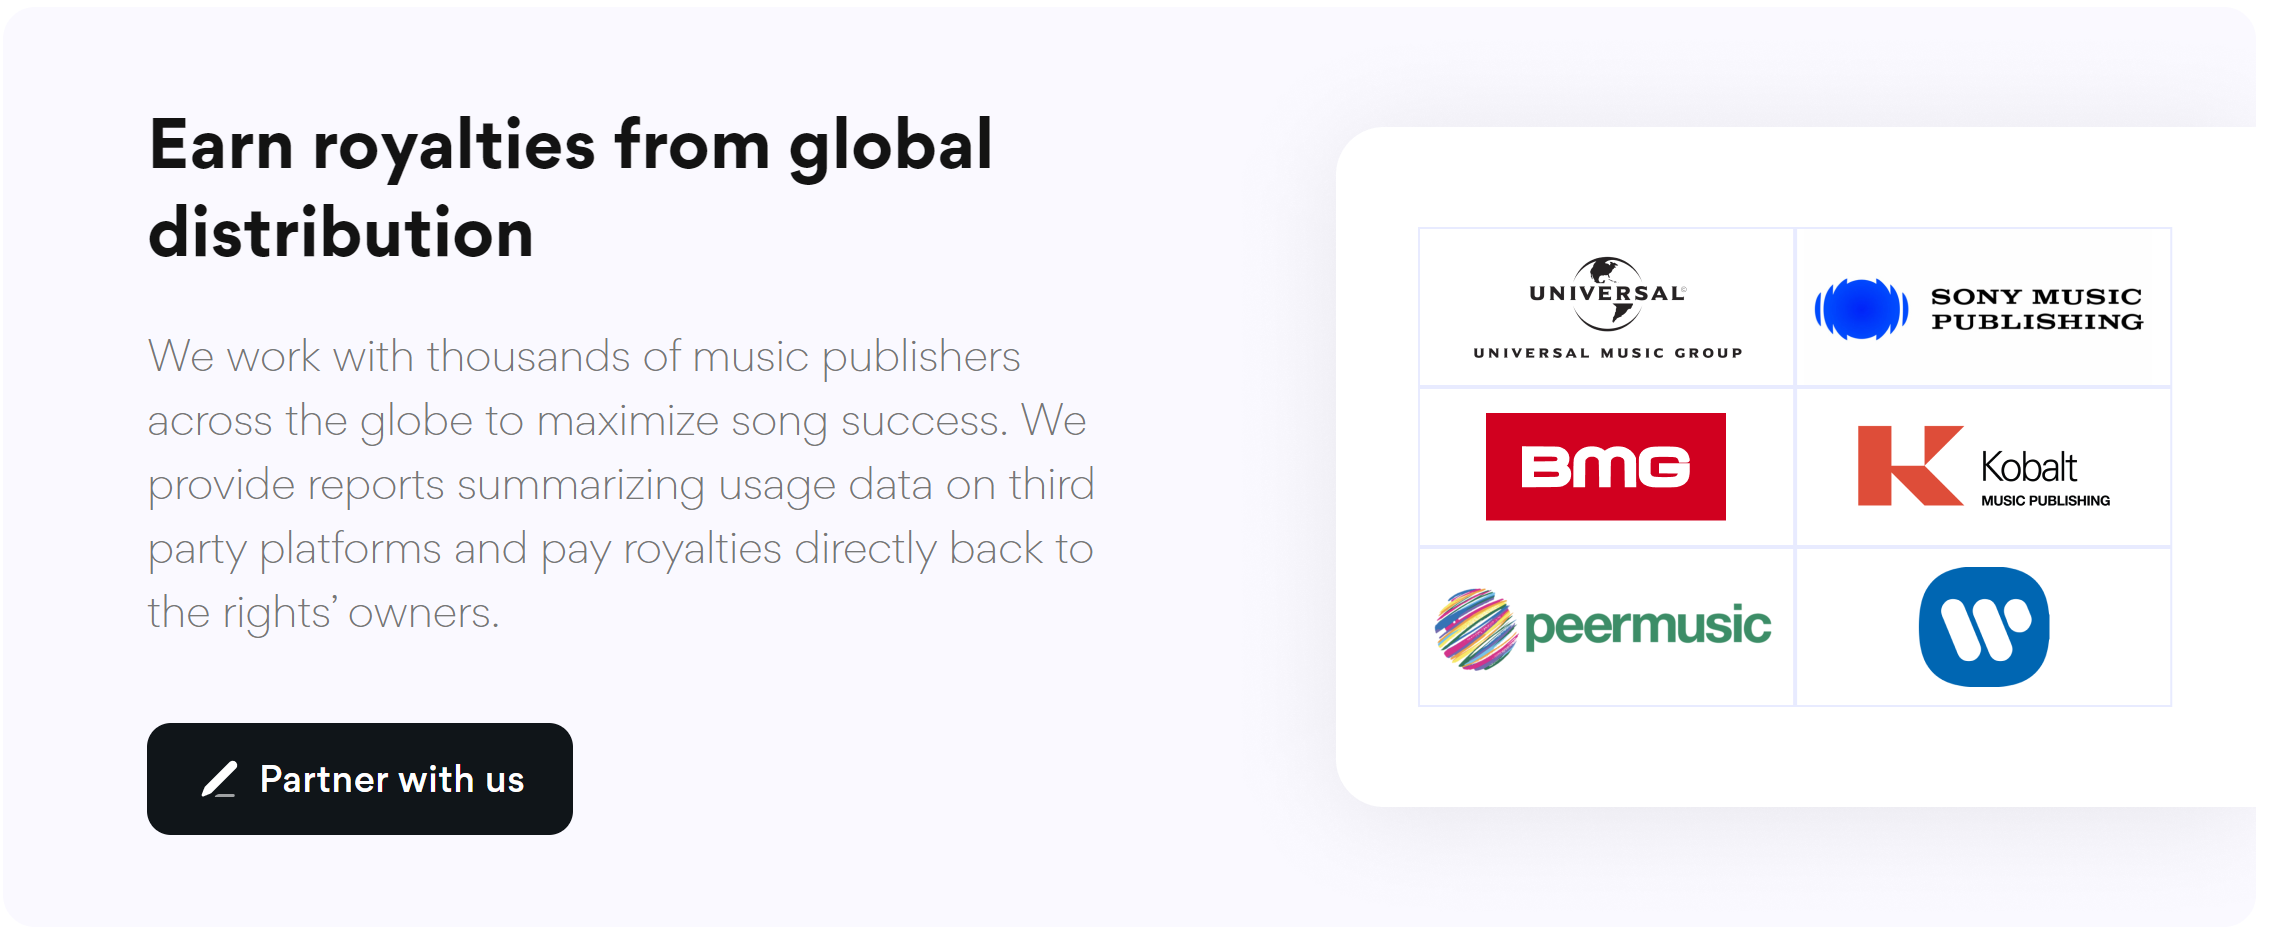 Earn royalties from global
distribution
We work with thousands of music publishers
across the globe to maximize song success. We
provide reports summarizing usage data on third
party platforms and pay royalties directly back to
the rights’ owners.
Partner with us
UNIVERSAL©
UNIVERSAL MUSIC GROUP
SONY MUSIC
PUBLISHING
BMG
Kobalt
MUSIC PUBLISHING
peermusic